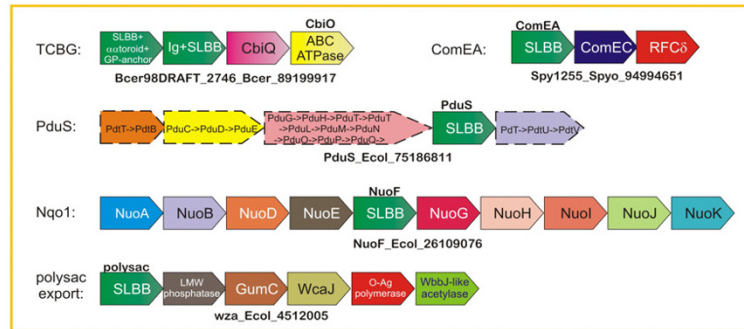 TCBG:
SLBB+
ααtoroid+
GP-anchor
Ig+SLBB
CbiQ
CbiO
ABC
ATPase
Bcer98DRAFT_2746_Bcer_89199917
ComEA:
ComEA
SLBB
ComEC
RFCδ
Spy1255_Spyo_94994651
PduS:
PdtT->PdtB
PduC->PduD->PduE
PduG->PduH->PduT->PduT
->PduL->PduM->PduN
->PduO->PduP->PduQ->
PduS
SLBB
PdT->PdtU->PdtV
PduS_Ecol_75186811
Nqo1:
NuoA
NuoB
NuoD
NuoE
NuoF
SLBB
NuoG
NuoH
NuoI
NuoJ
NuoK
NuoF_Ecol_26109076
polysac
export:
polysac
SLBB
LMW
phosphatase
GumC
WcaJ
O-Ag
polymerase
WbbJ-like
acetylase
wza_Ecol_4512005